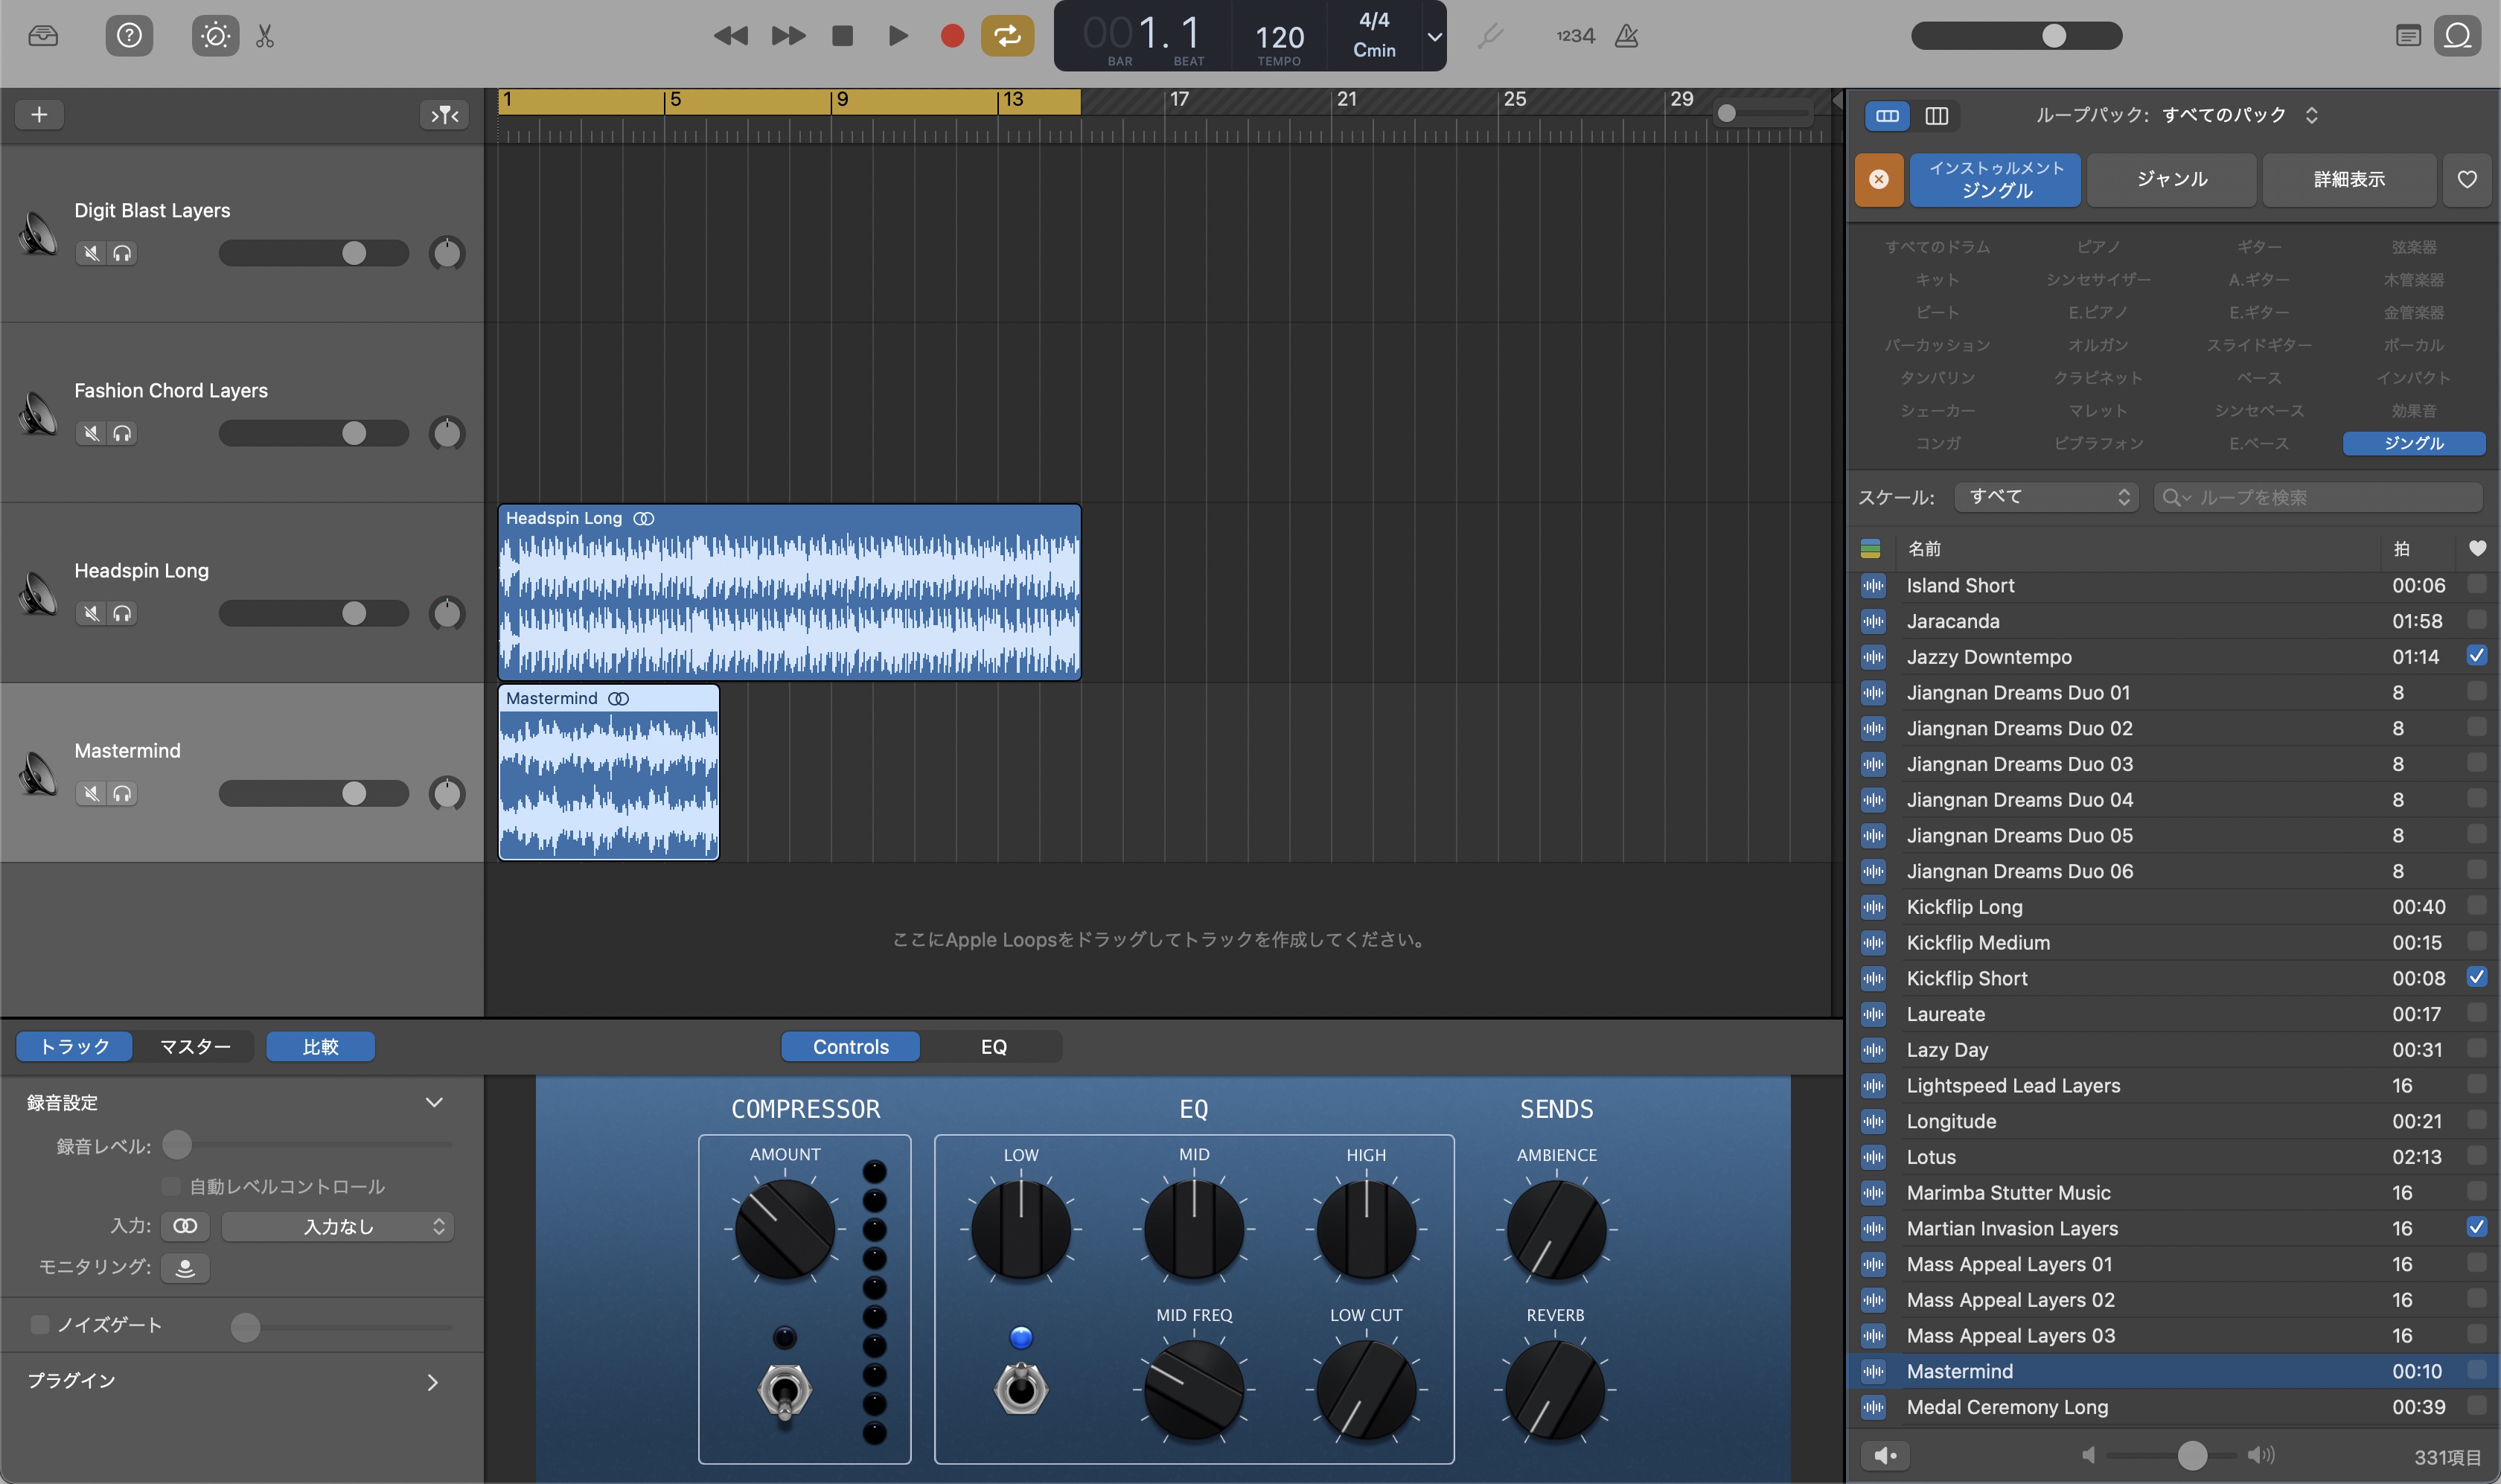 001. 1
BAR
BEAT
120
TEMPO
4/4
Cmin
1234
1
5
9
13
17
21
25
29
Digit Blast Layers
Fashion Chord Layers
Headspin Long
Mastermind
Headspin Long
Mastermind
ここにApple Loopsをドラッグしてトラックを作成してください。
トラック
マスター
比較
Controls
EQ
録音設定
録音レベル:
自動レベルコントロール
入力:
入力なし
モニタリング:
ノイズゲート
プラグイン
COMPRESSOR
AMOUNT
EQ
LOW
MID
HIGH
MID FREQ
LOW CUT
SENDS
AMBIENCE
REVERB
ループパック: すべてのパック
インストゥルメント
ジングル
ジャンル
詳細表示
すべてのドラム ピアノ ギター 弦楽器
キット シンセサイザー A.ギター 木管楽器
ビート E.ピアノ E.ギター 金管楽器
パーカッション オルガン スライドギター ボーカル
タンバリン クラビネット ベース インパクト
シェーカー マレット シンセベース 効果音
コンガ ビブラフォン E.ベース ジングル
スケール: すべて ループを検索
名前 拍
Island Short 00:06
Jaracanda 01:58
Jazzy Downtempo 01:14
Jiangnan Dreams Duo 01 8
Jiangnan Dreams Duo 02 8
Jiangnan Dreams Duo 03 8
Jiangnan Dreams Duo 04 8
Jiangnan Dreams Duo 05 8
Jiangnan Dreams Duo 06 8
Kickflip Long 00:40
Kickflip Medium 00:15
Kickflip Short 00:08
Laureate 00:17
Lazy Day 00:31
Lightspeed Lead Layers 16
Longitude 00:21
Lotus 02:13
Marimba Stutter Music 16
Martian Invasion Layers 16
Mass Appeal Layers 01 16
Mass Appeal Layers 02 16
Mass Appeal Layers 03 16
Mastermind 00:10
Medal Ceremony Long 00:39
331項目